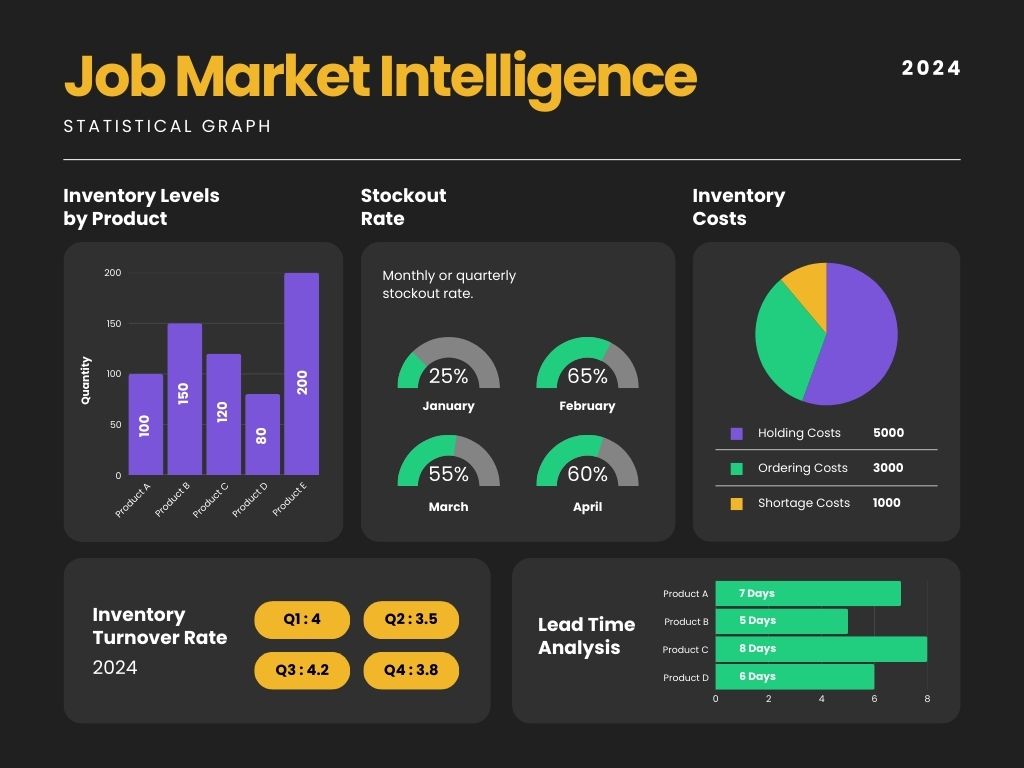 Job Market Intelligence
2024
STATISTICAL GRAPH
Inventory Levels
by Product
200
150
100
50
0
Quantity
100
150
120
80
200
Product A
Product B
Product C
Product D
Product E
Stockout
Rate
Monthly or quarterly
stockout rate.
25%
January
65%
February
55%
March
60%
April
Inventory
Costs
Holding Costs 5000
Ordering Costs 3000
Shortage Costs 1000
Inventory
Turnover Rate
2024
Q1 : 4
Q2 : 3.5
Q3 : 4.2
Q4 : 3.8
Lead Time
Analysis
Product A 7 Days
Product B 5 Days
Product C 8 Days
Product D 6 Days
0 2 4 6 8